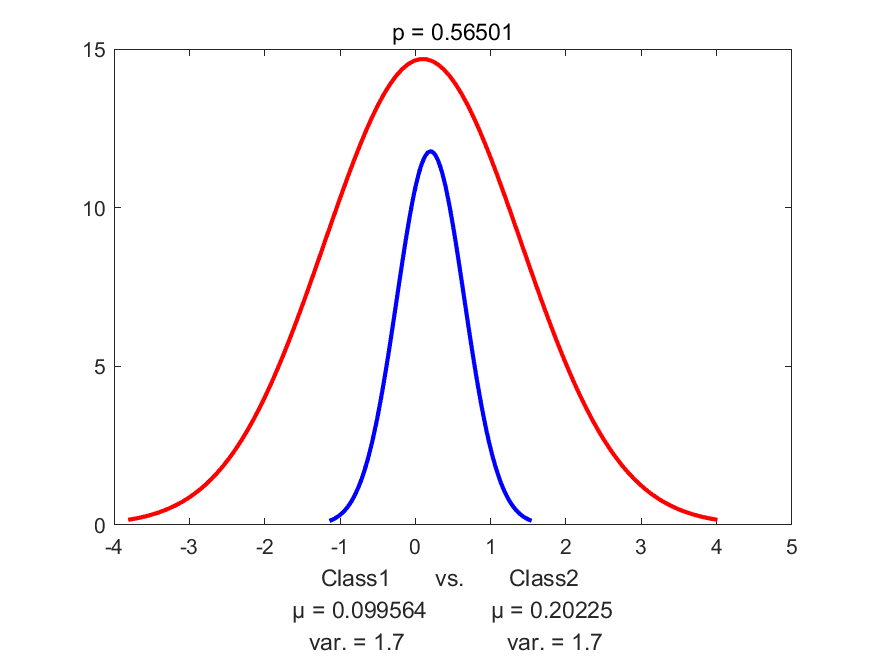 p = 0.56501
15
10
5
0
-4 -3 -2 -1 0 1 2 3 4 5
Class1 vs. Class2
μ = 0.099564 μ = 0.20225
var. = 1.7 var. = 1.7